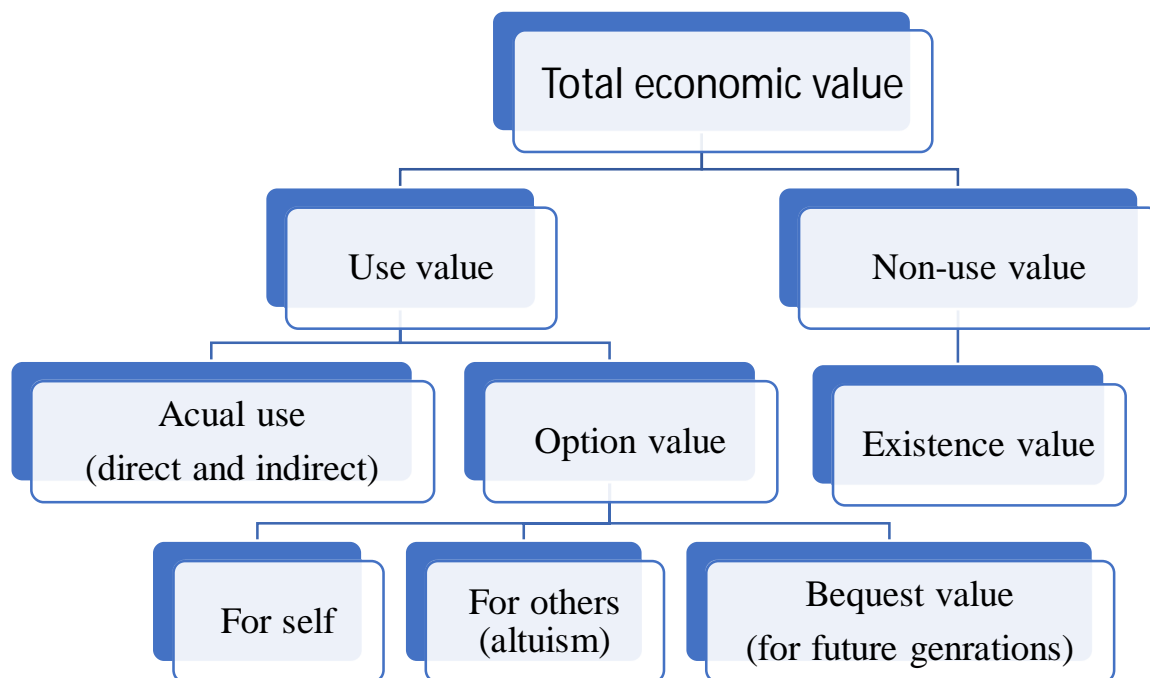 Total economic value
Use value
Non-use value
Acual use
(direct and indirect)
Option value
Existence value
For self
For others
(altuism)
Bequest value
(for future genrations)